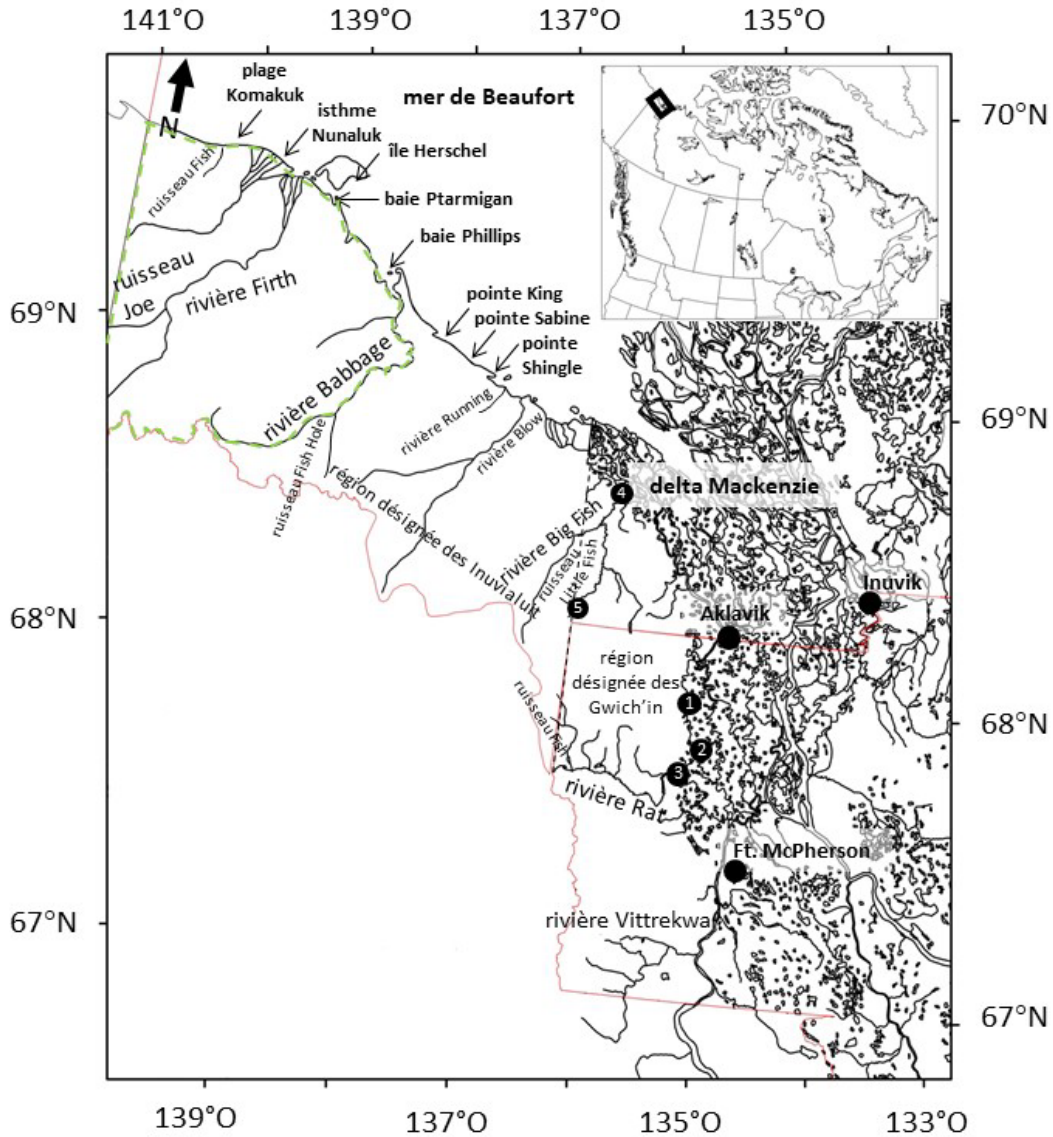 141°O
139°O
137°O
135°O
plage
Komakuk
mer de Beaufort
isthme
Nunaluk
N
île Herschel
70°N
ruisseau Fish
baie Ptarmigan
baie Phillips
ruisseau
Joe
rivière Firth
pointe King
pointe Sabine
pointe
Shingle
69°N
rivière Babbage
rivière Running
rivière Blow
69°N
ruisseau Fish Hole
région désignée des Inuvialuit
delta Mackenzie
4
rivière Big Fish
ruisseau
Little Fish
Inuvik
5
Aklavik
68°N
région
désignée des
Gwich'in
1
ruisseau Fish
2
68°N
3
rivière Rat
Ft. McPherson
rivière Vittrekwa
67°N
67°N
139°O
137°O
135°O
133°O